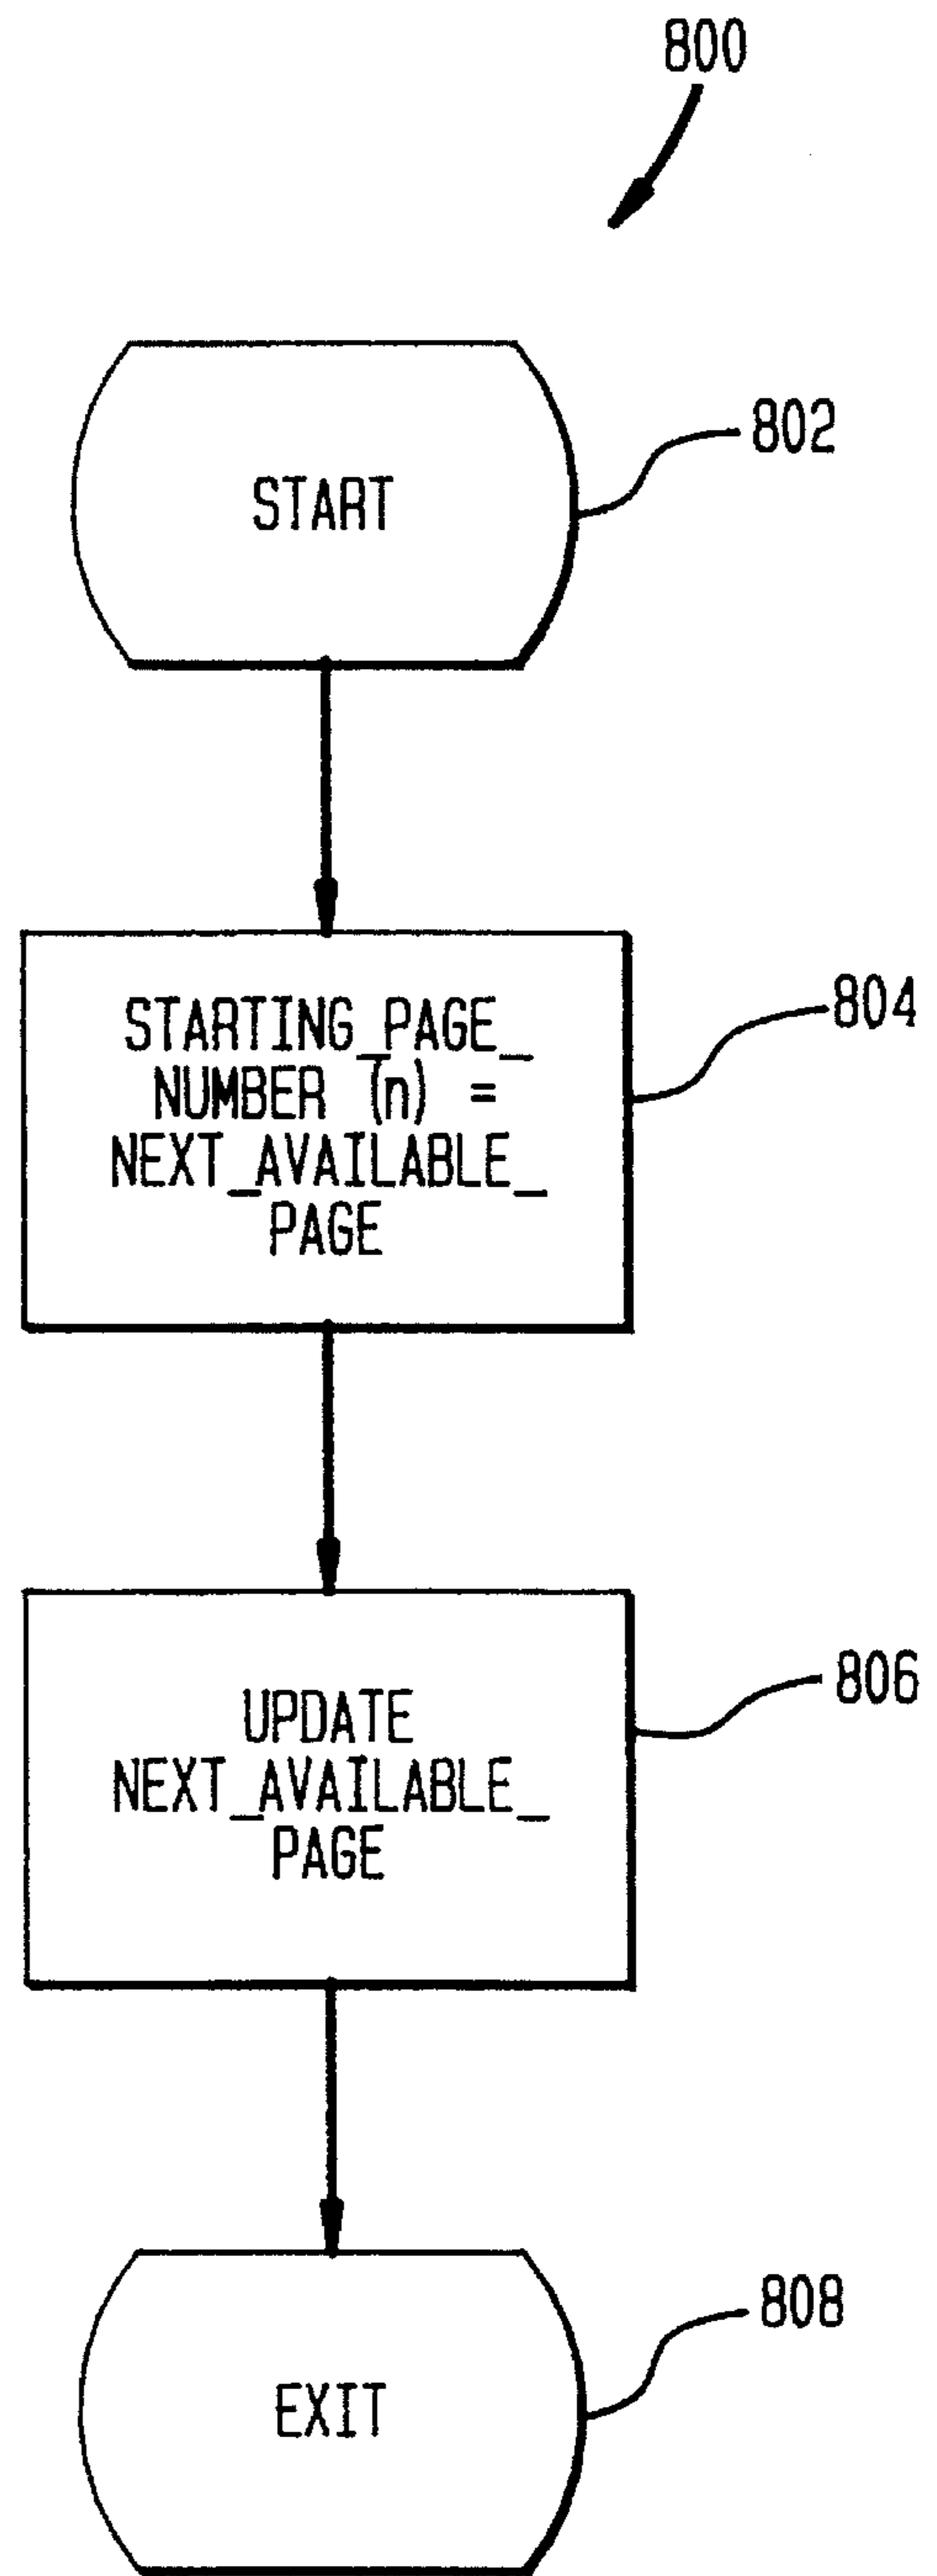 800
START
802
STARTING_PAGE_
NUMBER (n) =
NEXT_AVAILABLE_
PAGE
804
UPDATE
NEXT_AVAILABLE_
PAGE
806
EXIT
808